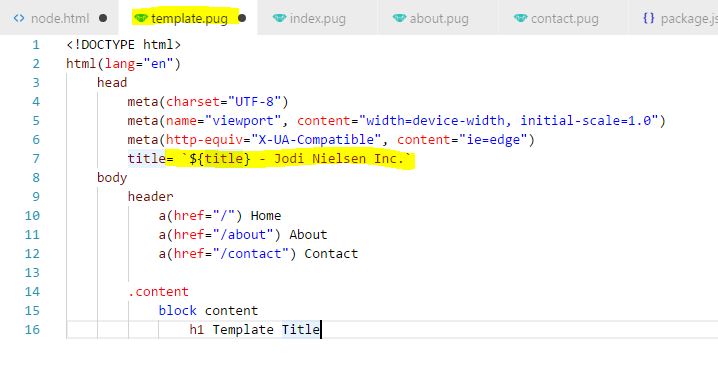 <> node.html ● template.pug ● index.pug about.pug contact.pug {} package.js
1 <!DOCTYPE html>
2 html(lang="en")
3 head
4 meta(charset="UTF-8")
5 meta(name="viewport", content="width=device-width, initial-scale=1.0")
6 meta(http-equiv="X-UA-Compatible", content="ie=edge")
7 title= `${title} - Jodi Nielsen Inc.`
8 body
9 header
10 a(href="/") Home
11 a(href="/about") About
12 a(href="/contact") Contact
13
14 .content
15 block content
16 h1 Template Title